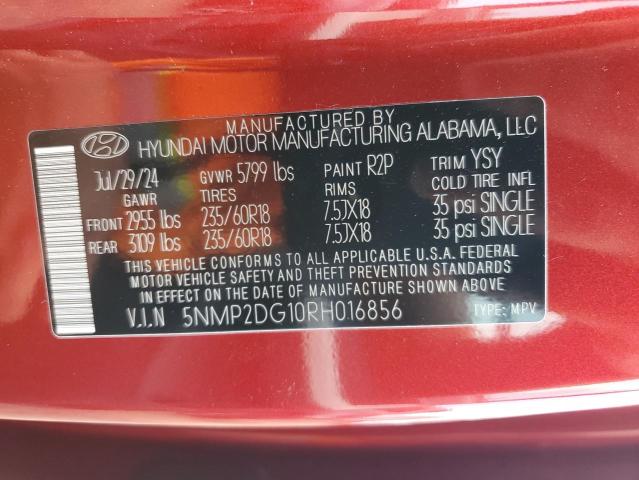 MANUFACTURED BY
HYUNDAI MOTOR MANUFACTURING ALABAMA, LLC
Jul/29/24 GVWR 5799 lbs PAINT R2P TRIM YSY
GAWR TIRES RIMS COLD TIRE INFL
FRONT 2955 lbs 235/60R18 7.5JX18 35 psi SINGLE
REAR 3109 lbs 235/60R18 7.5JX18 35 psi SINGLE
THIS VEHICLE CONFORMS TO ALL APPLICABLE U.S.A. FEDERAL
MOTOR VEHICLE SAFETY AND THEFT PREVENTION STANDARDS
IN EFFECT ON THE DATE OF MANUFACTURE SHOWN ABOVE
V.I.N 5NMP2DG10RH016856 TYPE: MPV